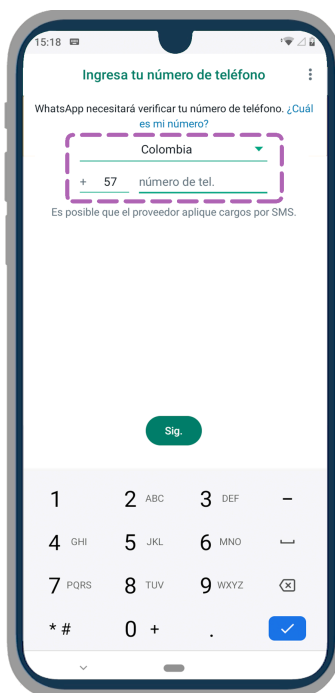 15:18
Ingresa tu número de teléfono
WhatsApp necesitará verificar tu número de teléfono. ¿Cuál
es mi número?
Colombia
+ 57 número de tel.
Es posible que el proveedor aplique cargos por SMS.
Sig.
1 2 ABC 3 DEF –
4 GHI 5 JKL 6 MNO
7 PQRS 8 TUV 9 WXYZ
* # 0 + .